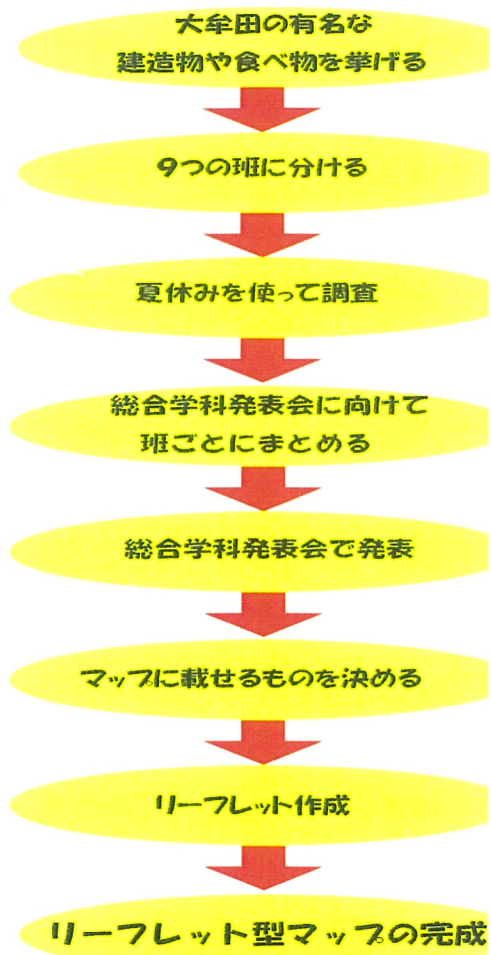 大牟田の有名な
建造物や食べ物を挙げる
9つの班に分ける
夏休みを使って調査
総合学科発表会に向けて
班ごとにまとめる
総合学科発表会で発表
マップに載せるものを決める
リーフレット作成
リーフレット型マップの完成